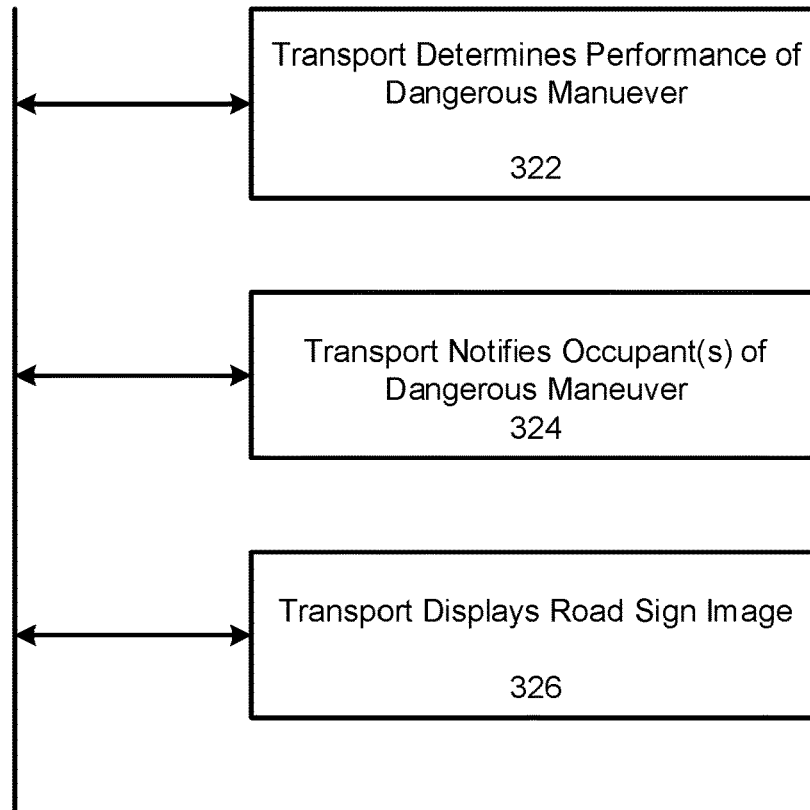 Transport Determines Performance of
Dangerous Manuever
322
Transport Notifies Occupant(s) of
Dangerous Maneuver
324
Transport Displays Road Sign Image
326